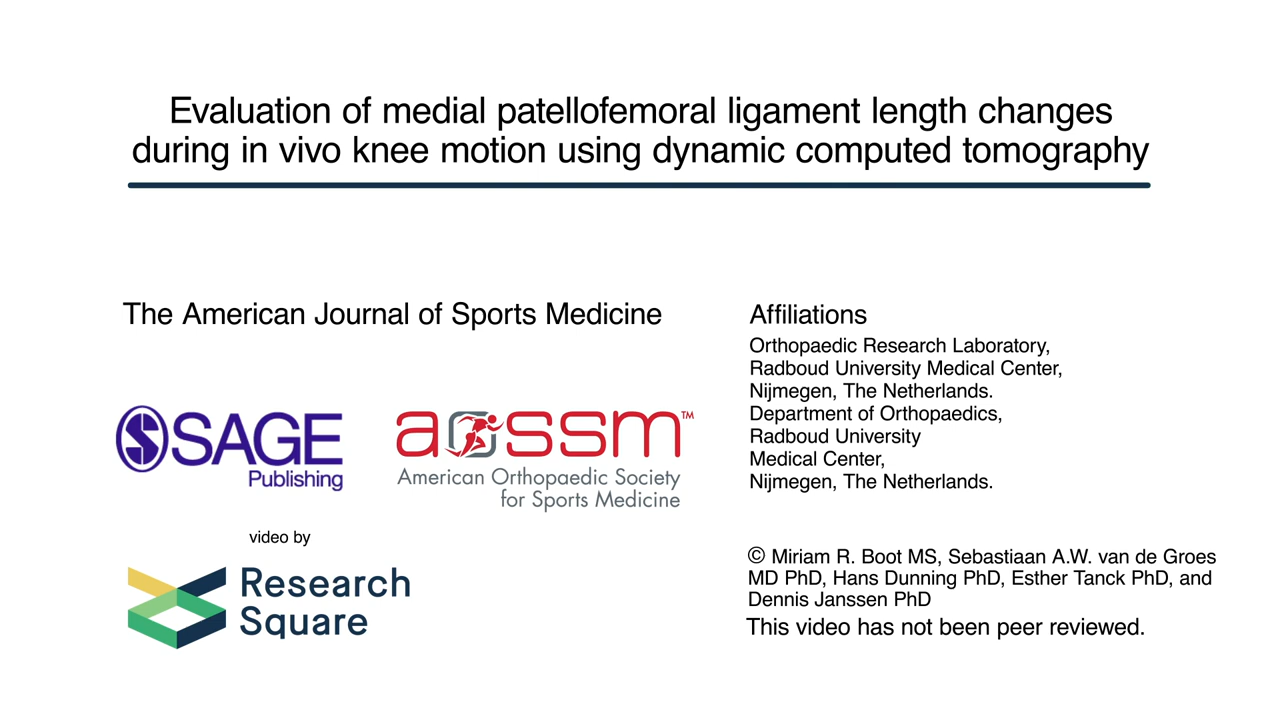 Evaluation of medial patellofemoral ligament length changes
during in vivo knee motion using dynamic computed tomography
The American Journal of Sports Medicine
SAGE
Publishing
aossm™
American Orthopaedic Society
for Sports Medicine
video by
Research
Square
Affiliations
Orthopaedic Research Laboratory,
Radboud University Medical Center,
Nijmegen, The Netherlands.
Department of Orthopaedics,
Radboud University
Medical Center,
Nijmegen, The Netherlands.
© Miriam R. Boot MS, Sebastiaan A.W. van de Groes
MD PhD, Hans Dunning PhD, Esther Tanck PhD, and
Dennis Janssen PhD
This video has not been peer reviewed.